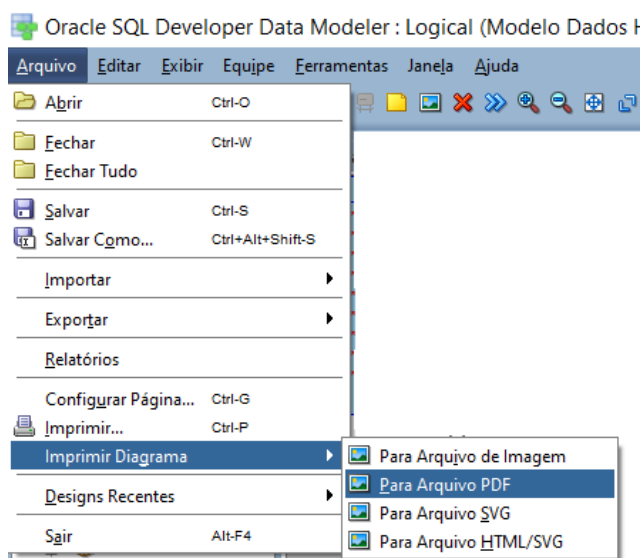 Oracle SQL Developer Data Modeler : Logical (Modelo Dados
Arquivo Editar Exibir Equipe Ferramentas Janela Ajuda
Abrir Ctrl-O
Fechar Ctrl-W
Fechar Tudo
Salvar Ctrl-S
Salvar Como... Ctrl+Alt+Shift-S
Importar
Exportar
Relatórios
Configurar Página... Ctrl-G
Imprimir... Ctrl-P
Imprimir Diagrama
Para Arquivo de Imagem
Para Arquivo PDF
Designs Recentes
Para Arquivo SVG
Sair Alt-F4
Para Arquivo HTML/SVG